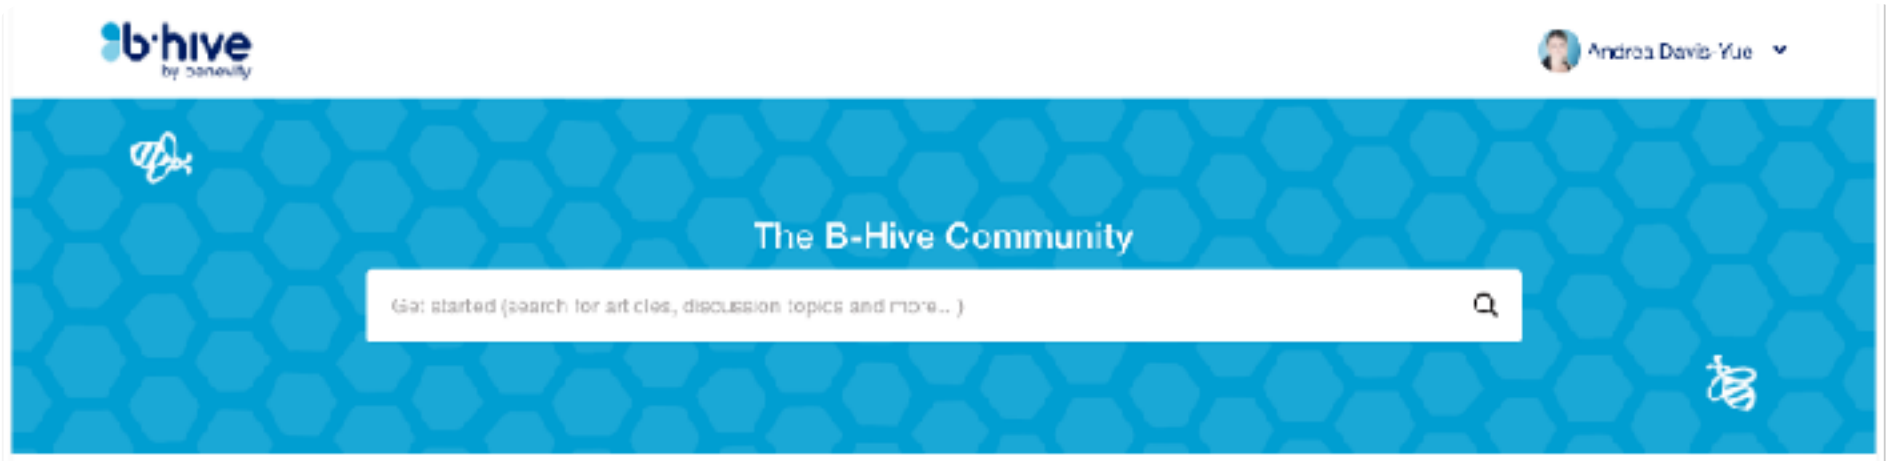 b·hive
by benevity
Andrea Davis-Yue
The B-Hive Community
Get started (search for articles, discussion topics and more...)